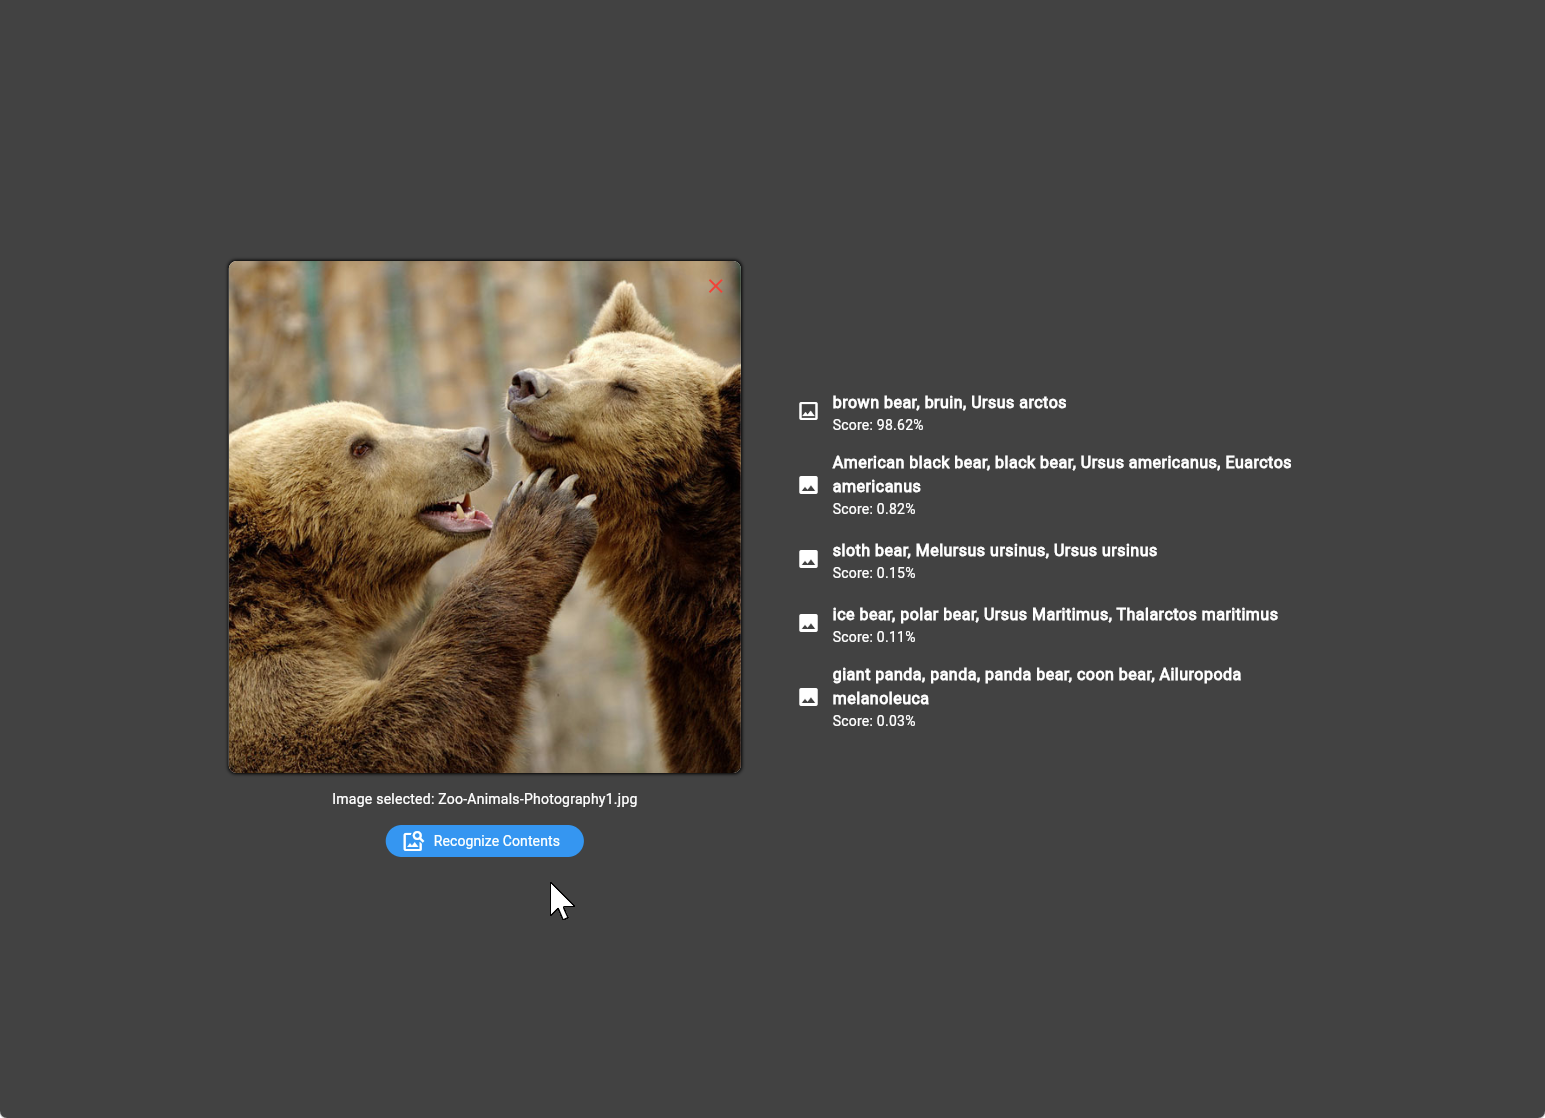 brown bear, bruin, Ursus arctos
Score: 98.62%
American black bear, black bear, Ursus americanus, Euarctos
americanus
Score: 0.82%
sloth bear, Melursus ursinus, Ursus ursinus
Score: 0.15%
ice bear, polar bear, Ursus Maritimus, Thalarctos maritimus
Score: 0.11%
giant panda, panda, panda bear, coon bear, Ailuropoda
melanoleuca
Score: 0.03%
Image selected: Zoo-Animals-Photography1.jpg
Recognize Contents